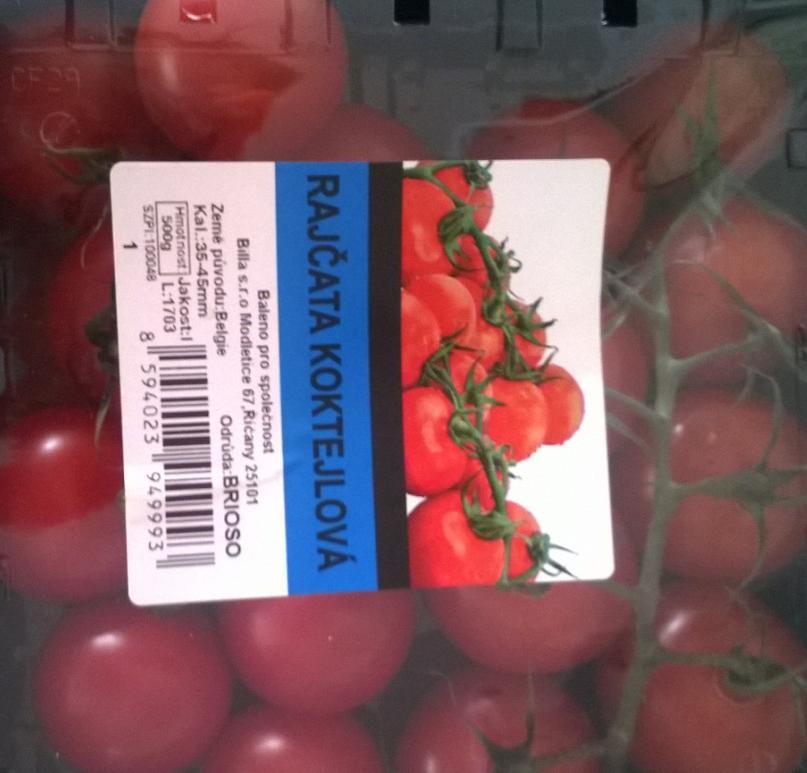 RAJČATA KOKTEJLOVÁ
Baleno pro společnost
Billa s.r.o Modletice 67,Říčany 25101
Země původu:Belgie Odrůda:BRIOSO
Kal.:35-45mm
Hmotnost: Jakost:I
500g L:1703
SZPI:100048
1
8 594023 949993